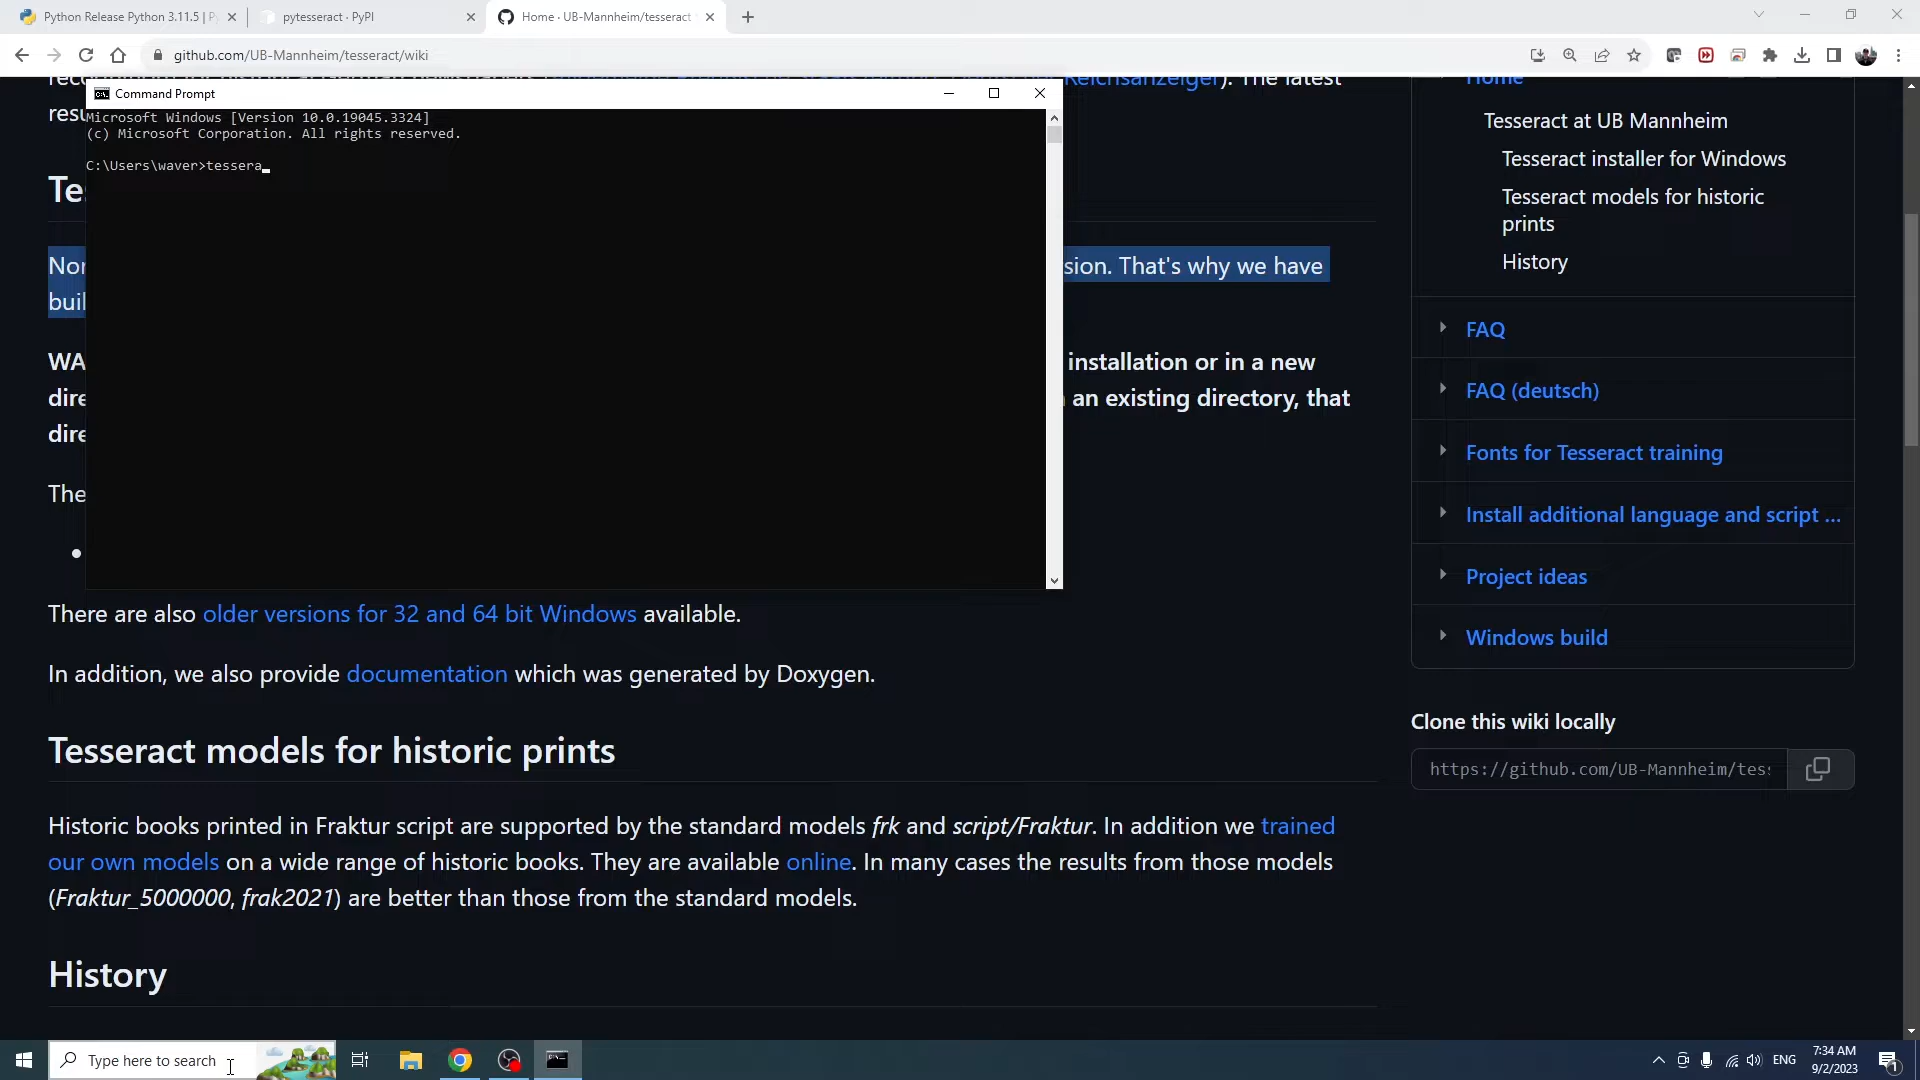 Python Release Python 3.11.5 | P
pytesseract · PyPI
Home · UB-Mannheim/tesseract
github.com/UB-Mannheim/tesseract/wiki
Reichsanzeiger). The latest
resu
Command Prompt
Microsoft Windows [Version 10.0.19045.3324]
(c) Microsoft Corporation. All rights reserved.
C:\Users\waver>tessera
Tes
Nor
sion. That's why we have
buil
WA
installation or in a new
dire
an existing directory, that
dire
The
There are also older versions for 32 and 64 bit Windows available.
In addition, we also provide documentation which was generated by Doxygen.
Tesseract models for historic prints
Historic books printed in Fraktur script are supported by the standard models frk and script/Fraktur. In addition we trained
our own models on a wide range of historic books. They are available online. In many cases the results from those models
(Fraktur_5000000, frak2021) are better than those from the standard models.
History
Home
Tesseract at UB Mannheim
Tesseract installer for Windows
Tesseract models for historic
prints
History
FAQ
FAQ (deutsch)
Fonts for Tesseract training
Install additional language and script ...
Project ideas
Windows build
Clone this wiki locally
https://github.com/UB-Mannheim/tes
Type here to search
ENG
7:34 AM
9/2/2023
1